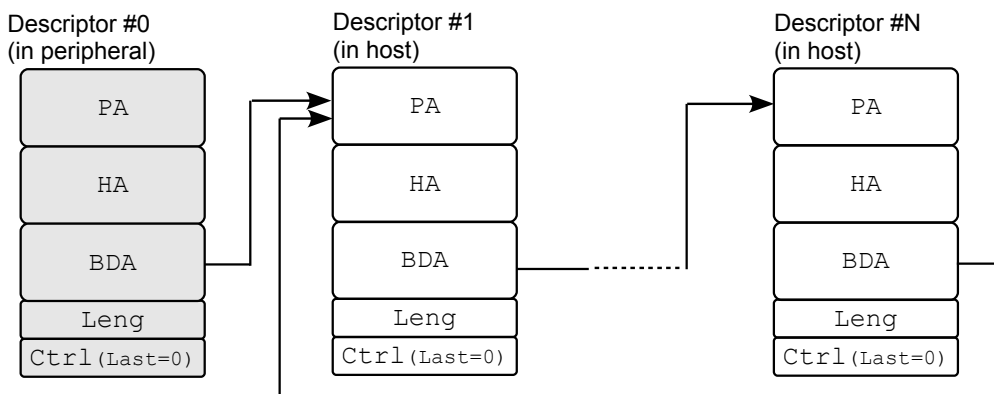 Descriptor #0
(in peripheral)
PA
HA
BDA
Leng
Ctrl(Last=0)
Descriptor #1
(in host)
PA
HA
BDA
Leng
Ctrl(Last=0)
Descriptor #N
(in host)
PA
HA
BDA
Leng
Ctrl(Last=0)